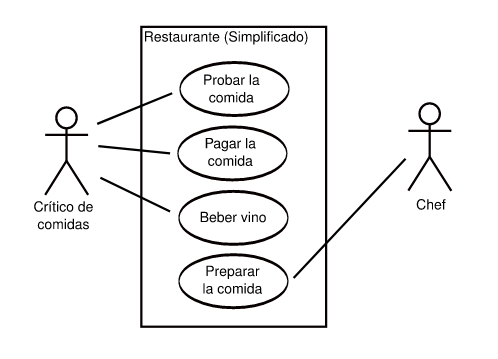 Restaurante (Simplificado)
Probar la
comida
Pagar la
comida
Beber vino
Preparar
la comida
Crítico de
comidas
Chef